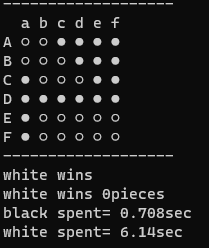 ------------------
a b c d e f
A ○ ○ ● ● ● ●
B ○ ○ ○ ● ● ●
C ● ○ ○ ○ ● ●
D ● ● ● ● ● ●
E ● ○ ○ ○ ○ ○
F ● ○ ○ ○ ○ ○
------------------
white wins
white wins 0pieces
black spent= 0.708sec
white spent= 6.14sec